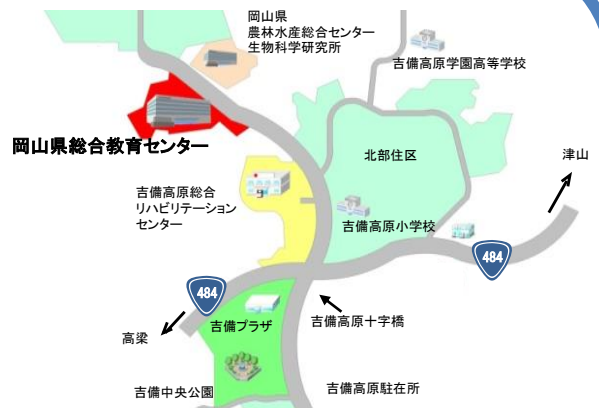 岡山県
農林水産総合センター
生物科学研究所
吉備高原学園高等学校
岡山県総合教育センター
北部住区
津山
吉備高原総合
リハビリテーション
センター
吉備高原小学校
484
484
吉備プラザ
吉備高原十字橋
高梁
吉備中央公園
吉備高原駐在所